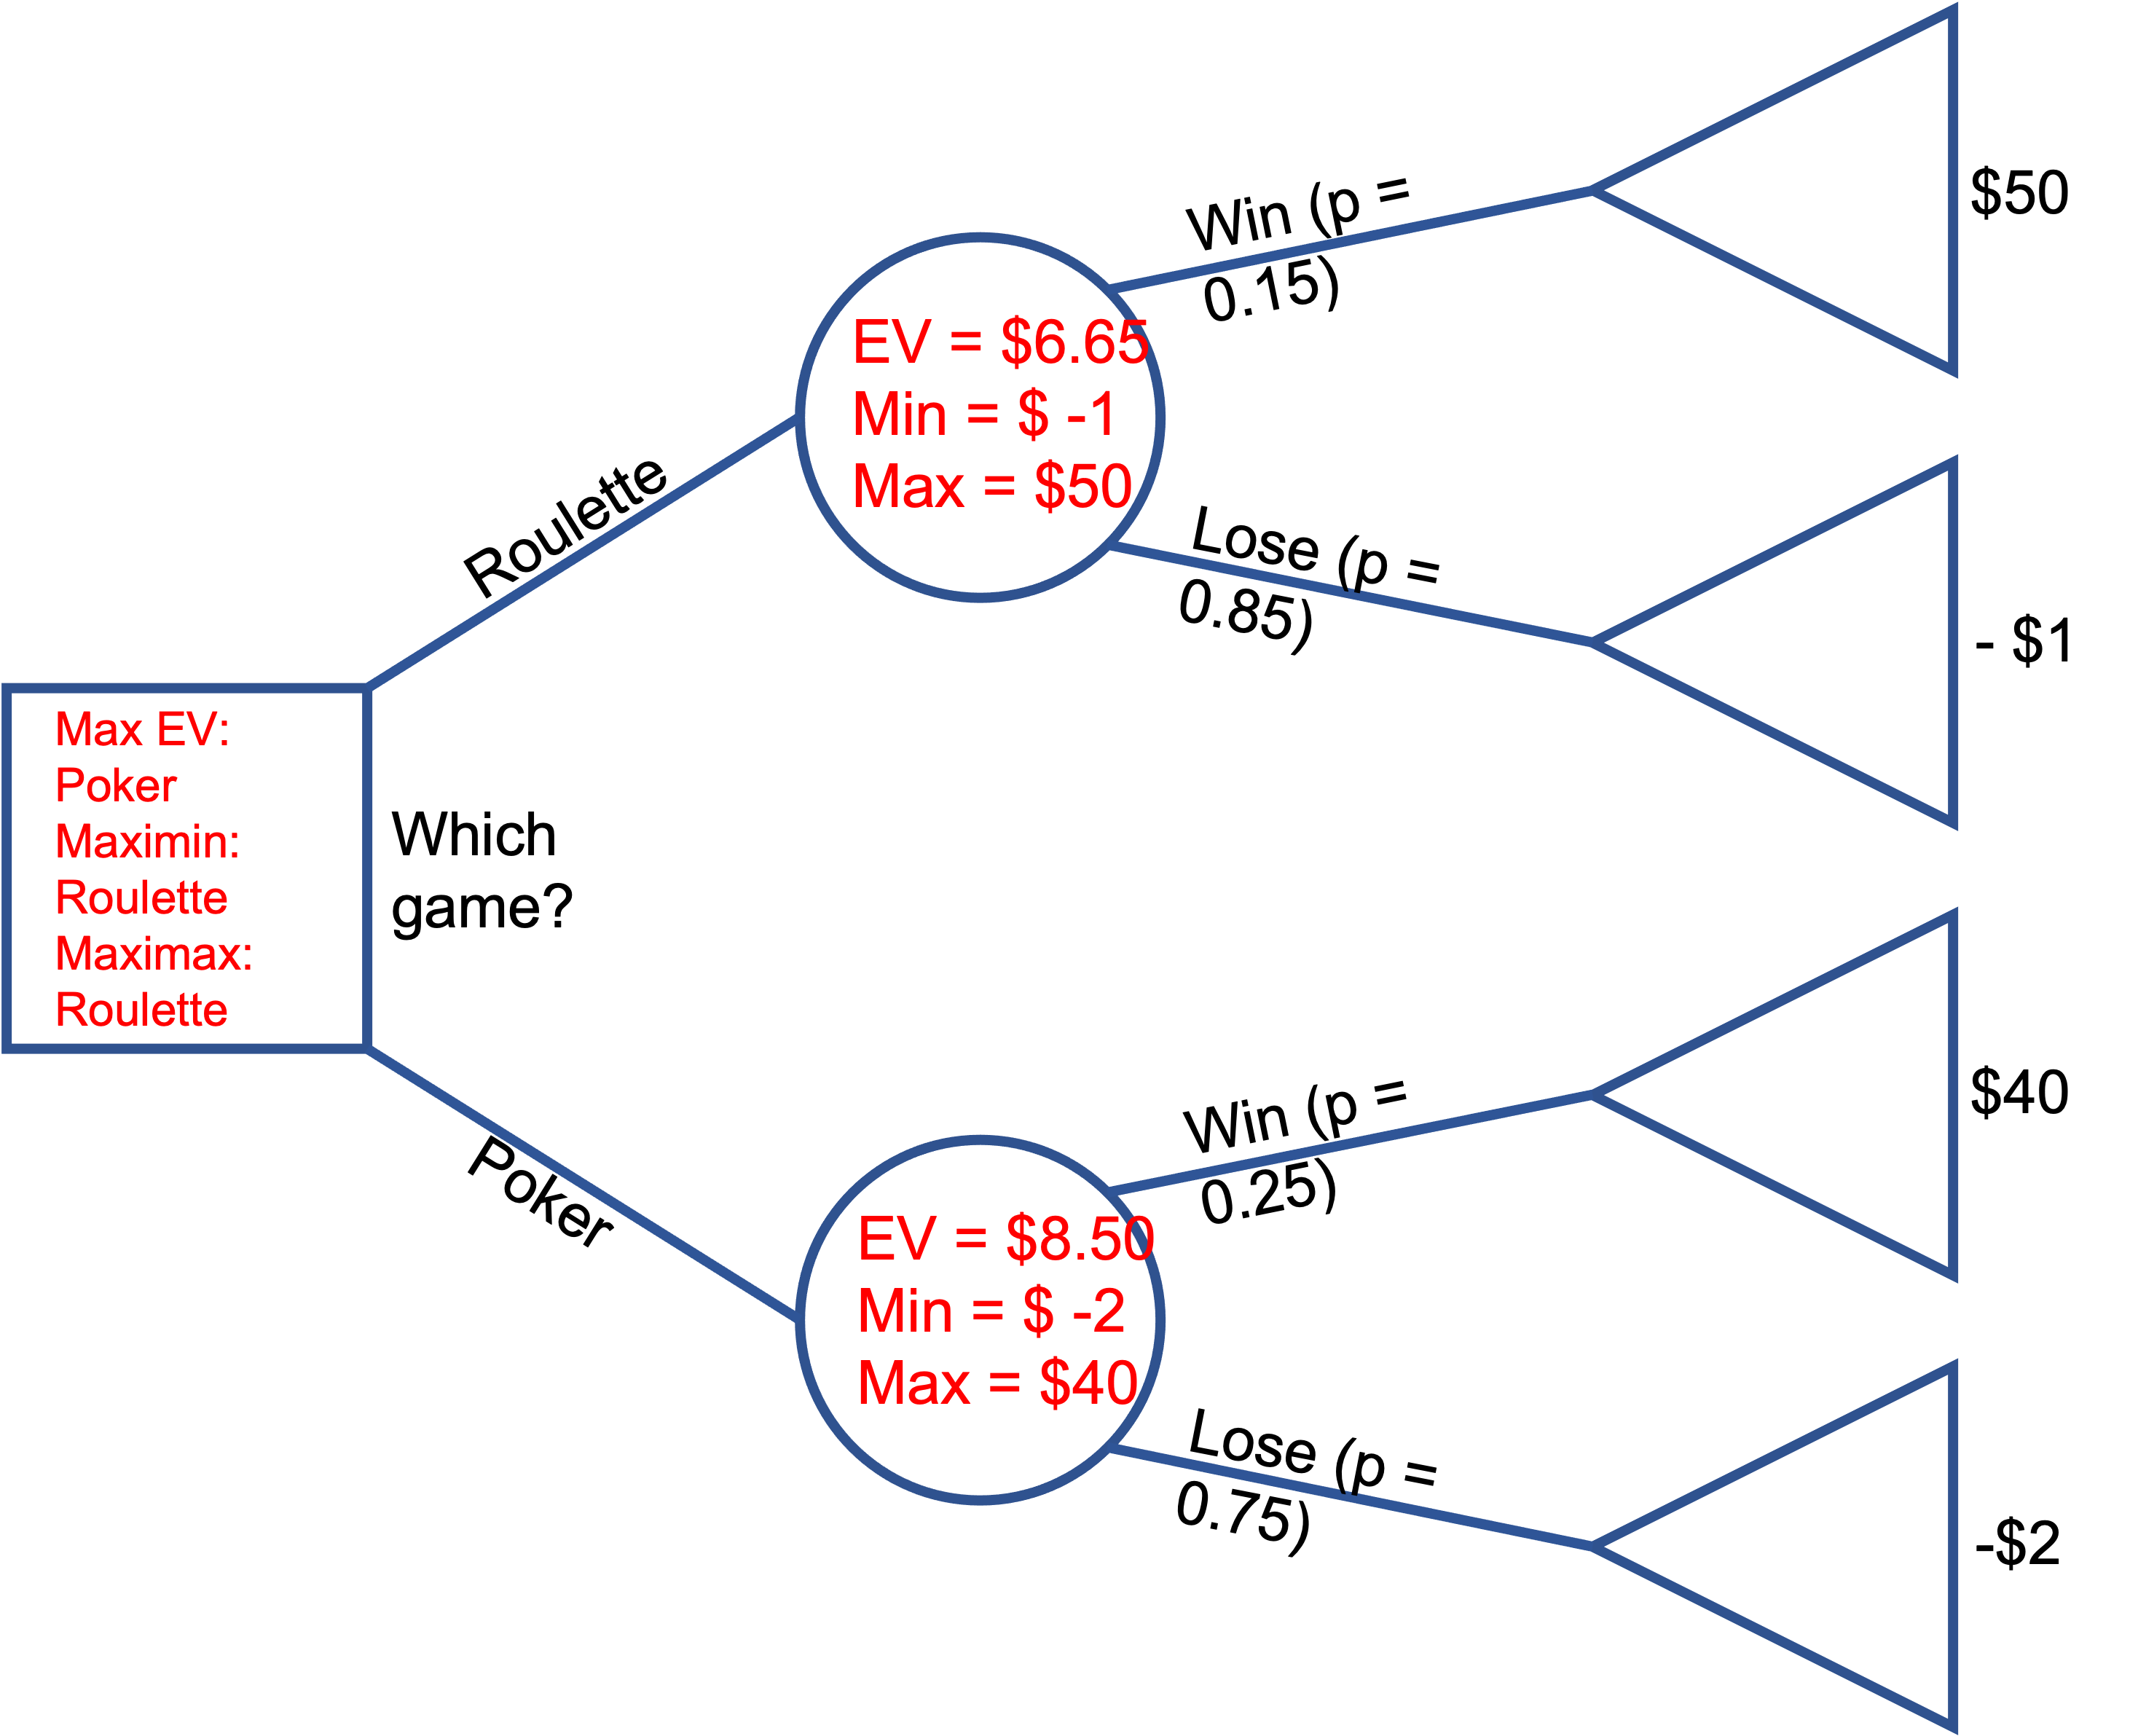 Win (p =
0.15)
$50
EV = $6.65
Min = $ -1
Max = $50
Roulette
Lose (p =
0.85)
- $1
Max EV:
Poker
Maximin:
Roulette
Maximax:
Roulette
Which
game?
Poker
Win (p =
0.25)
$40
EV = $8.50
Min = $ -2
Max = $40
Lose (p =
0.75)
-$2